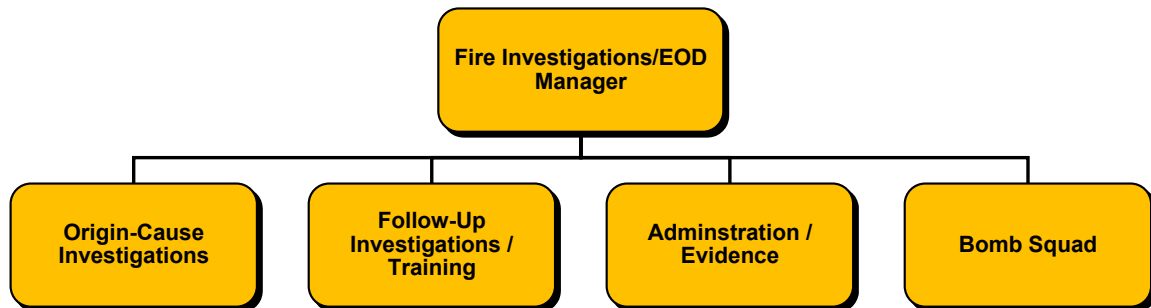 Fire Investigations/EOD
Manager
Origin-Cause
Investigations
Follow-Up
Investigations /
Training
Adminstration /
Evidence
Bomb Squad